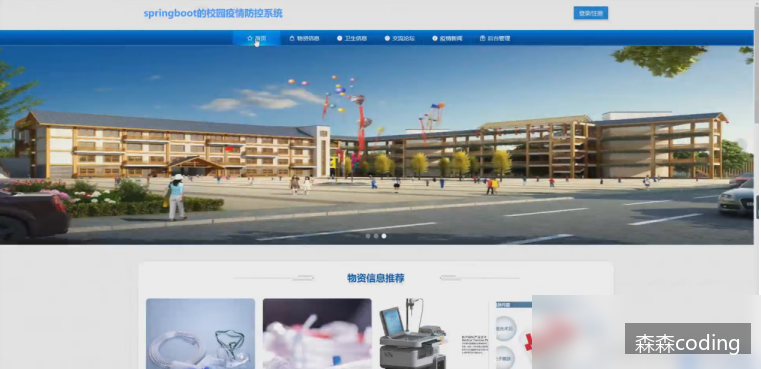 springboot的校园疫情防控系统
登录/注册
首页
物资信息
卫生信息
交流论坛
疫情新闻
后台管理
物资信息推荐
森森coding